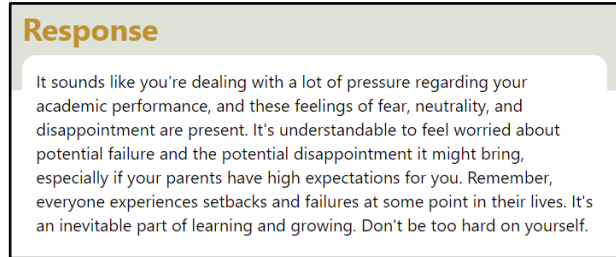 Response
It sounds like you're dealing with a lot of pressure regarding your
academic performance, and these feelings of fear, neutrality, and
disappointment are present. It's understandable to feel worried about
potential failure and the potential disappointment it might bring,
especially if your parents have high expectations for you. Remember,
everyone experiences setbacks and failures at some point in their lives. It's
an inevitable part of learning and growing. Don't be too hard on yourself.